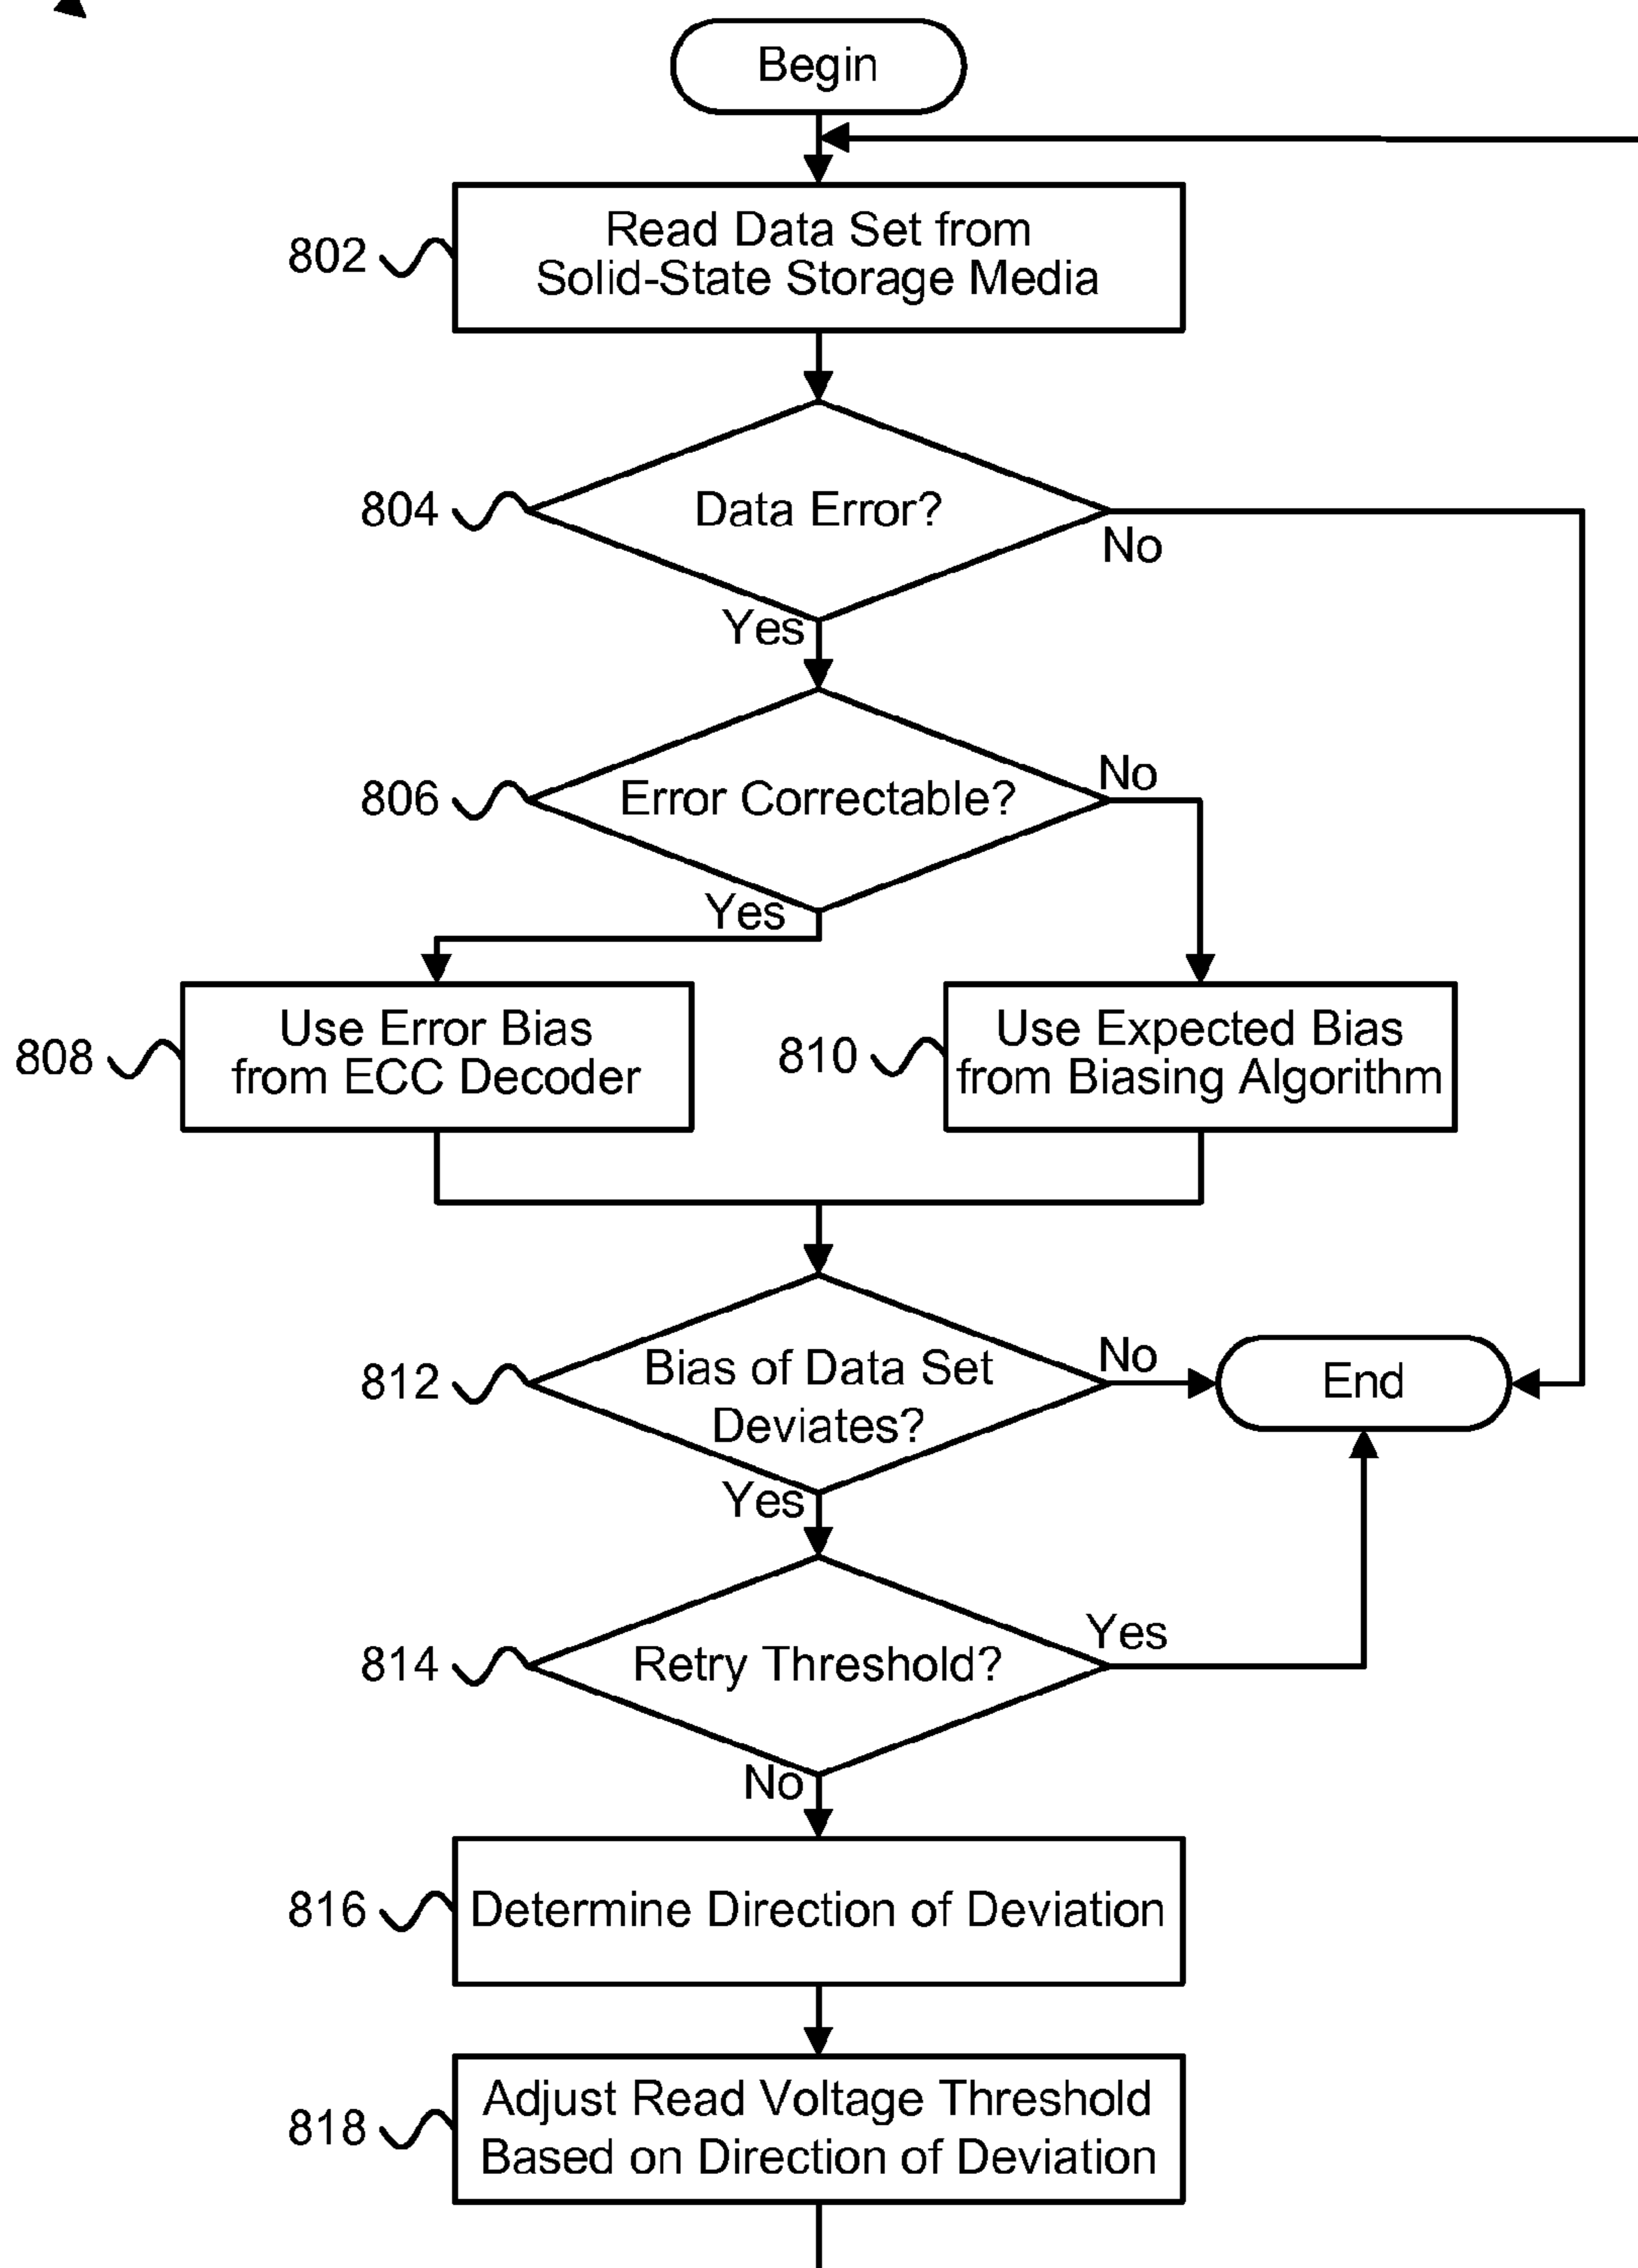 Begin
802
Read Data Set from
Solid-State Storage Media
804
Data Error?
No
Yes
806
Error Correctable?
No
Yes
808
Use Error Bias
from ECC Decoder
810
Use Expected Bias
from Biasing Algorithm
812
Bias of Data Set
Deviates?
No
End
Yes
814
Retry Threshold?
Yes
No
816
Determine Direction of Deviation
818
Adjust Read Voltage Threshold
Based on Direction of Deviation